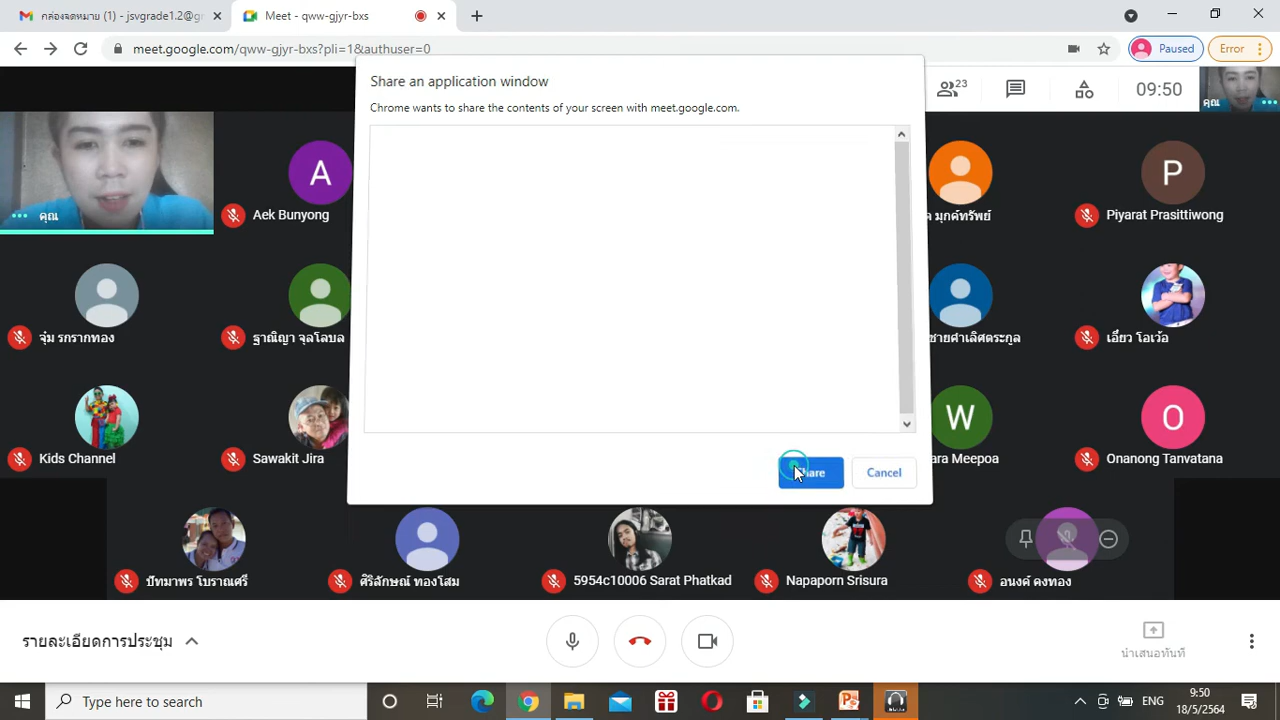 กล่องจดหมาย (1) - jsvgrade1.2@gr
Meet - qww-gjyr-bxs
meet.google.com/qww-gjyr-bxs?pli=1&authuser=0
Paused
Error
Share an application window
Chrome wants to share the contents of your screen with meet.google.com.
23
09:50
คุณ
คุณ
A
Aek Bunyong
ด มุกค์ทรัพย์
P
Piyarat Prasittiwong
จุ๋ม รกรากทอง
ฐาณิญา จุลโลบล
ชายคำเลิศตระกูล
เอี๋ยว โอเว้อ
Kids Channel
Sawakit Jira
W
ara Meepoa
O
Onanong Tanvatana
Share
Cancel
ปัทมาพร โบราณศรี
ศิริลักษณ์ ทองโสม
5954c10006 Sarat Phatkad
Napaporn Srisura
อนงค์ คงทอง
รายละเอียดการประชุม
นำเสนอทันที
Type here to search
ENG
9:50
18/5/2564